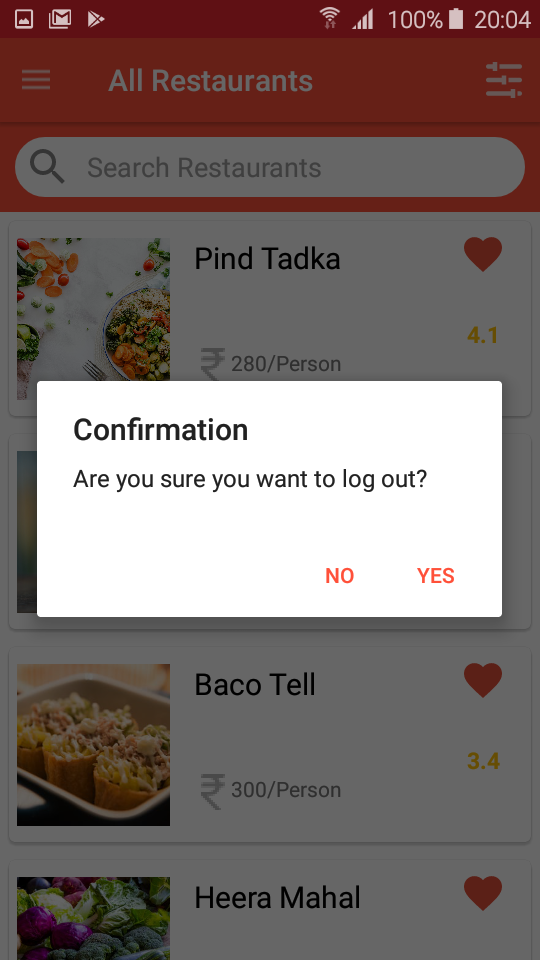 100% 20:04
All Restaurants
Search Restaurants
Pind Tadka
4.1
₹ 280/Person
Confirmation
Are you sure you want to log out?
NO YES
Baco Tell
3.4
₹ 300/Person
Heera Mahal